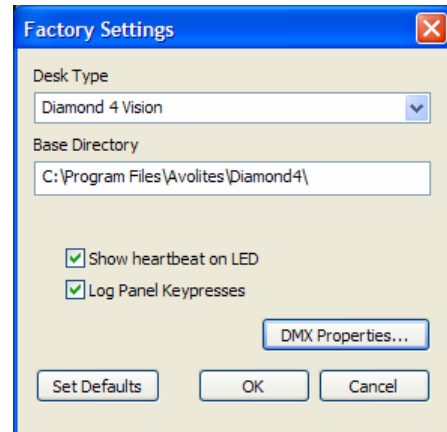 Factory Settings
Desk Type
Diamond 4 Vision
Base Directory
C:\Program Files\Avolites\Diamond4\
Show heartbeat on LED
Log Panel Keypresses
DMX Properties...
Set Defaults OK Cancel